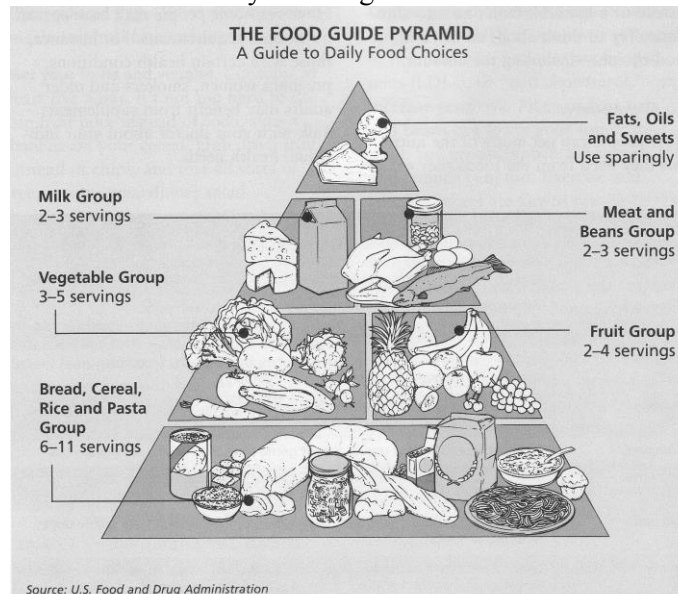 THE FOOD GUIDE PYRAMID
A Guide to Daily Food Choices
Fats, Oils
and Sweets
Use sparingly
Milk Group
2–3 servings
Meat and
Beans Group
2–3 servings
Vegetable Group
3–5 servings
Fruit Group
2–4 servings
Bread, Cereal,
Rice and Pasta
Group
6–11 servings
Source: U.S. Food and Drug Administration